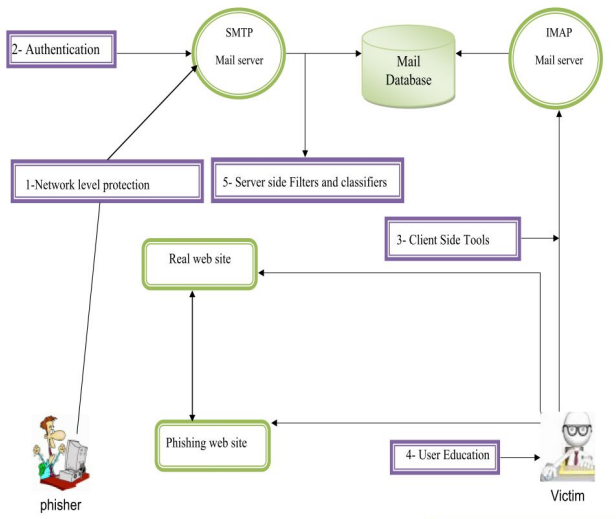 2- Authentication
SMTP
Mail server
Mail
Database
IMAP
Mail server
1-Network level protection
5- Server side Filters and classifiers
3- Client Side Tools
Real web site
Phishing web site
4- User Education
phisher
Victim